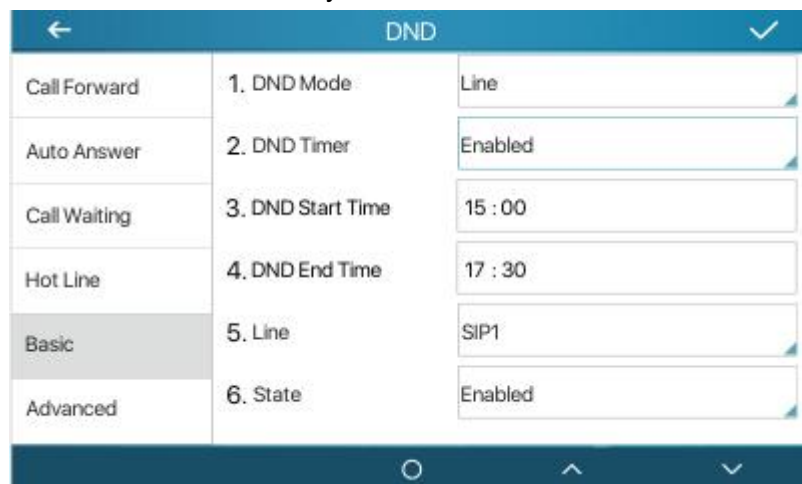 DND
Call Forward
1. DND Mode
Line
Auto Answer
2. DND Timer
Enabled
Call Waiting
3. DND Start Time
15 : 00
Hot Line
4. DND End Time
17 : 30
Basic
5. Line
SIP1
Advanced
6. State
Enabled